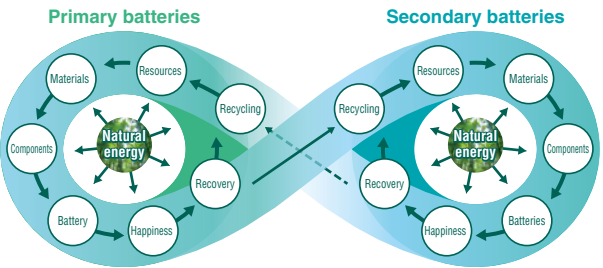 Primary batteries
Secondary batteries
Resources
Materials
Recycling
Natural
energy
Components
Recovery
Battery
Happiness
Resources
Materials
Recycling
Natural
energy
Components
Recovery
Batteries
Happiness